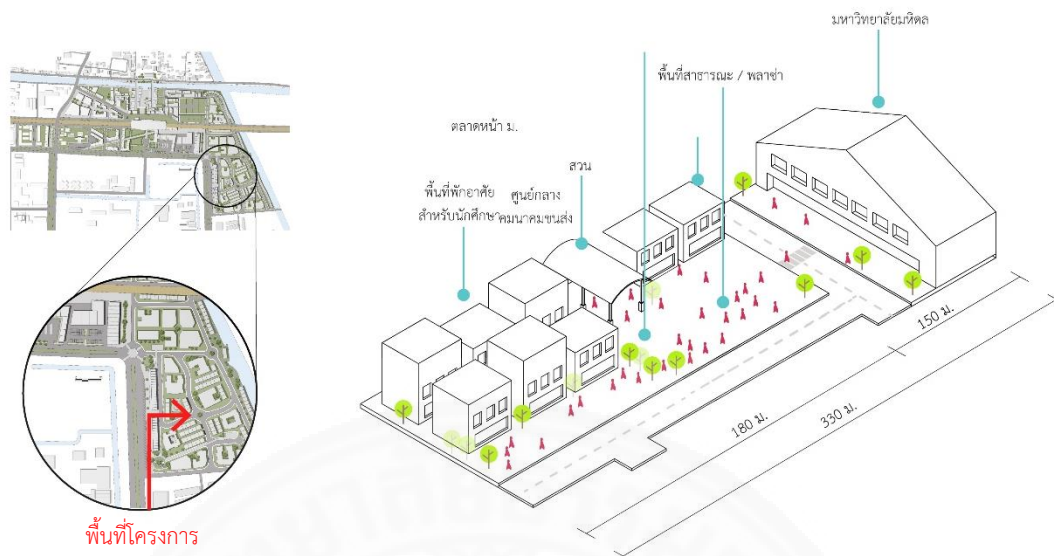 มหาวิทยาลัยมหิดล
พื้นที่สาธารณะ / พลาซ่า
ตลาดหน้า ม.
สวน
พื้นที่พักอาศัย
สำหรับนักศึกษา
ศูนย์กลาง
คมนาคมขนส่ง
150 ม.
180 ม.
330 ม.
พื้นที่โครงการ